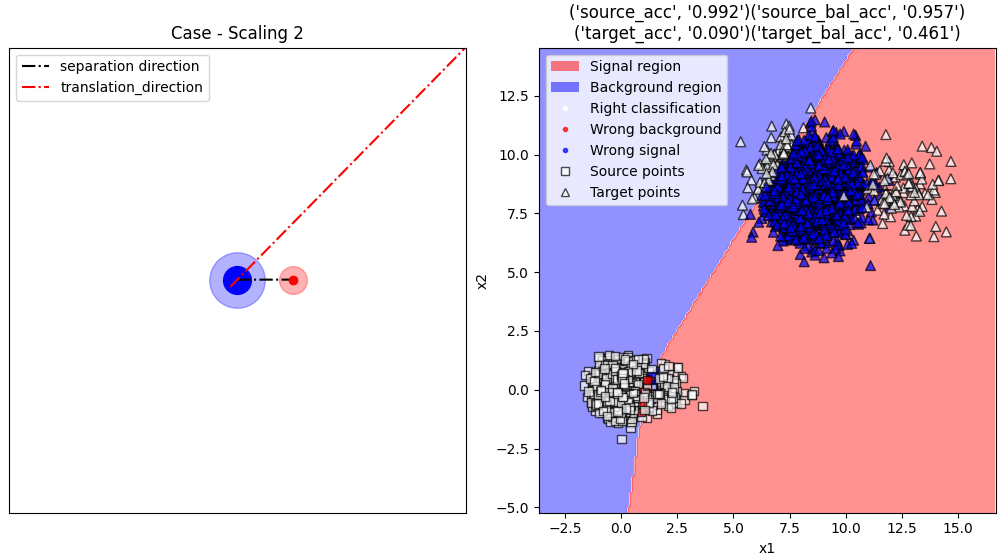 Case - Scaling 2
separation direction
translation_direction
('source_acc', '0.992')('source_bal_acc', '0.957')
('target_acc', '0.090')('target_bal_acc', '0.461')
Signal region
Background region
Right classification
Wrong background
Wrong signal
Source points
Target points
12.5
10.0
7.5
5.0
2.5
0.0
−2.5
−5.0
x2
−2.5
0.0
2.5
5.0
7.5
10.0
12.5
15.0
x1